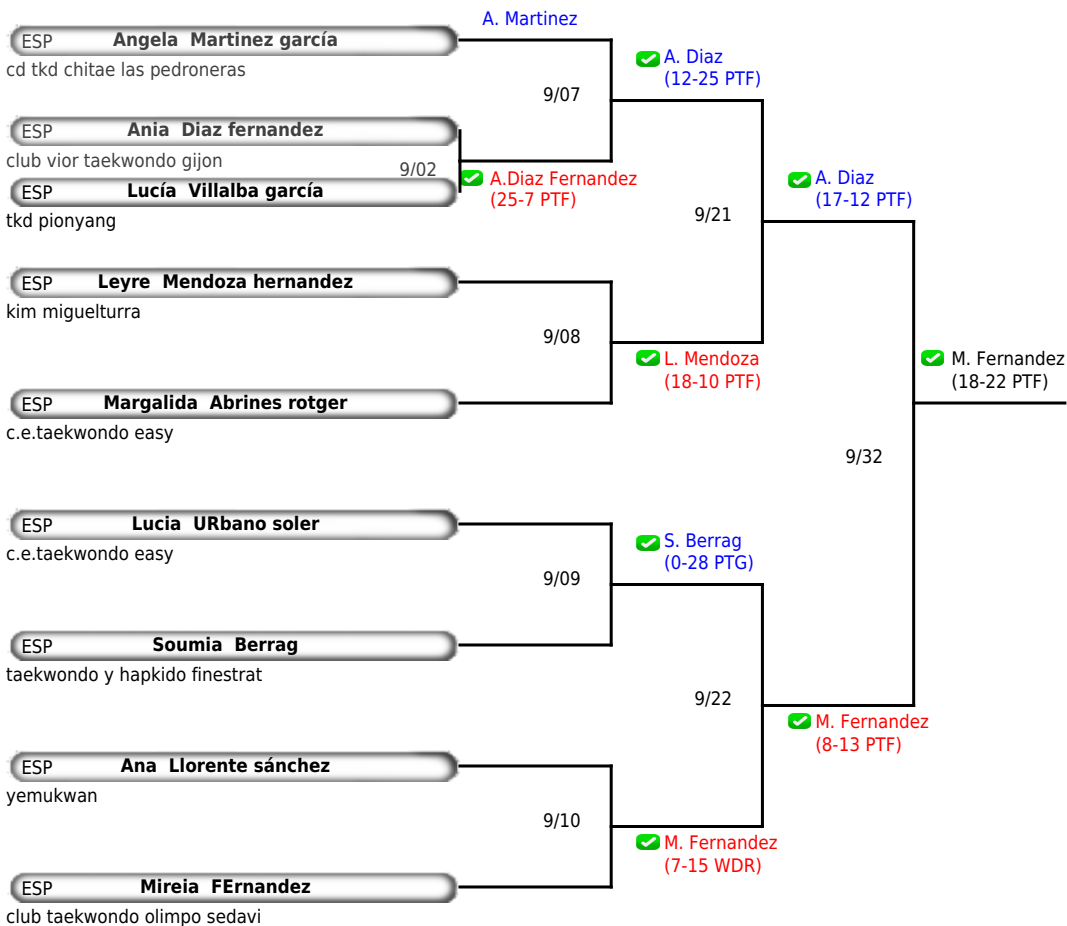 A. Martinez
ESP Angela Martinez garcía
cd tkd chitae las pedroneras
A. Diaz
(12-25 PTF)
9/07
ESP Ania Diaz fernandez
club vior taekwondo gijon
9/02
A.Diaz Fernandez
(25-7 PTF)
ESP Lucía Villalba garcía
tkd pionyang
A. Diaz
(17-12 PTF)
9/21
ESP Leyre Mendoza hernandez
kim miguelturra
9/08
L. Mendoza
(18-10 PTF)
M. Fernandez
(18-22 PTF)
ESP Margalida Abrines rotger
c.e.taekwondo easy
9/32
ESP Lucia URbano soler
c.e.taekwondo easy
S. Berrag
(0-28 PTG)
9/09
ESP Soumia Berrag
taekwondo y hapkido finestrat
9/22
M. Fernandez
(8-13 PTF)
ESP Ana Llorente sánchez
yemukwan
9/10
M. Fernandez
(7-15 WDR)
ESP Mireia FErnandez
club taekwondo olimpo sedavi